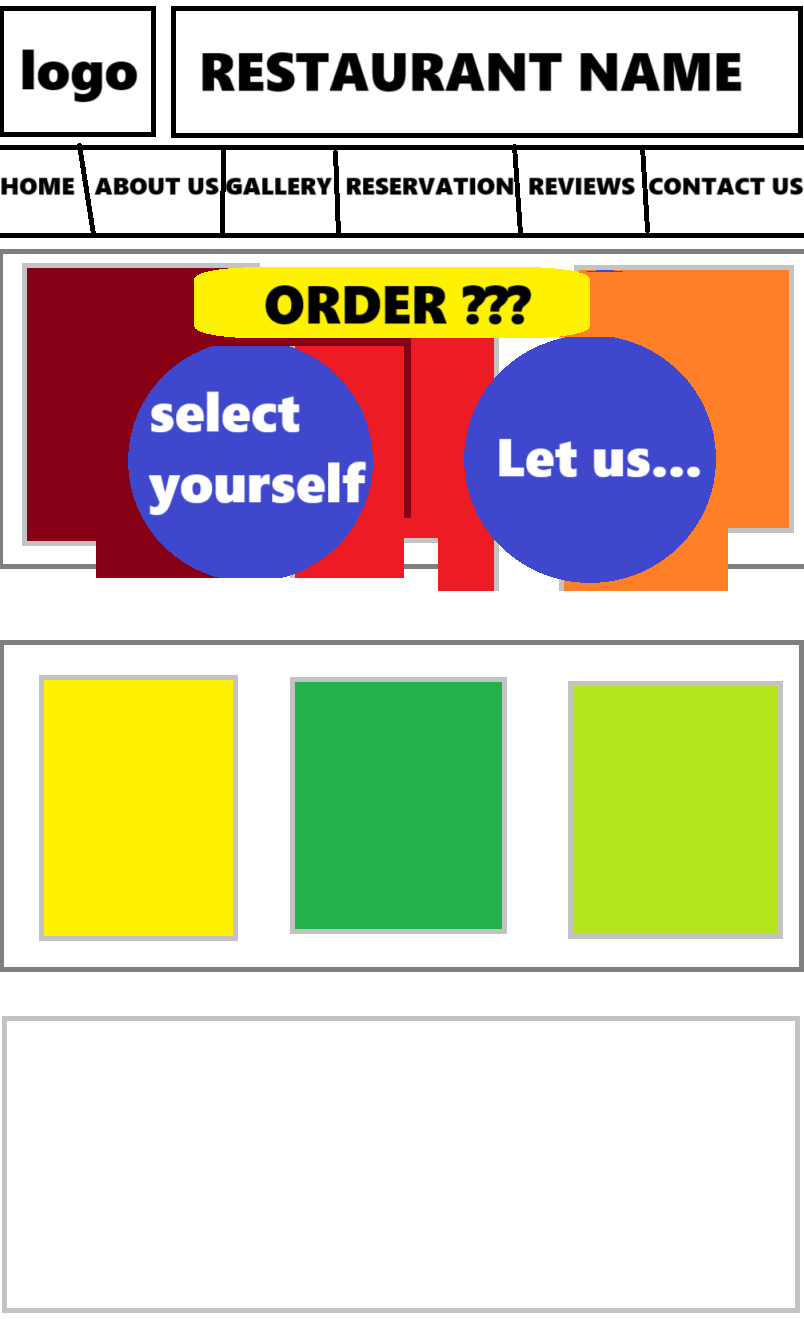 logo
RESTAURANT NAME
HOME
ABOUT US
GALLERY
RESERVATION
REVIEWS
CONTACT US
ORDER ???
select
yourself
Let us...